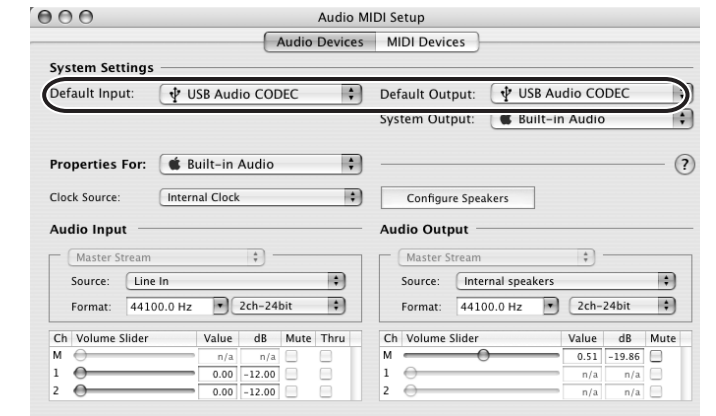 Audio MIDI Setup
Audio Devices MIDI Devices
System Settings
Default Input: USB Audio CODEC Default Output: USB Audio CODEC
System Output: Built-in Audio
Properties For: Built-in Audio ?
Clock Source: Internal Clock Configure Speakers
Audio Input Audio Output
Master Stream Master Stream
Source: Line In Source: Internal speakers
Format: 44100.0 Hz 2ch-24bit Format: 44100.0 Hz 2ch-24bit
Ch Volume Slider Value dB Mute Thru Ch Volume Slider Value dB Mute
M n/a n/a M 0.51 -19.86
1 0.00 -12.00 1 n/a n/a
2 0.00 -12.00 2 n/a n/a